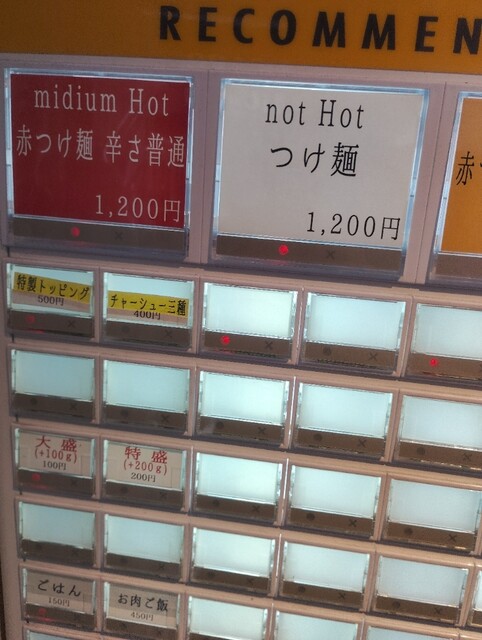 RECOMMEN
midium Hot
赤つけ麺 辛さ普通
1,200円
not Hot
つけ麺
1,200円
赤
特製トッピング
500円
チャーシュー三種
400円
大盛
(+100g)
100円
特盛
(+200g)
200円
ごはん
150円
お肉ご飯
450円